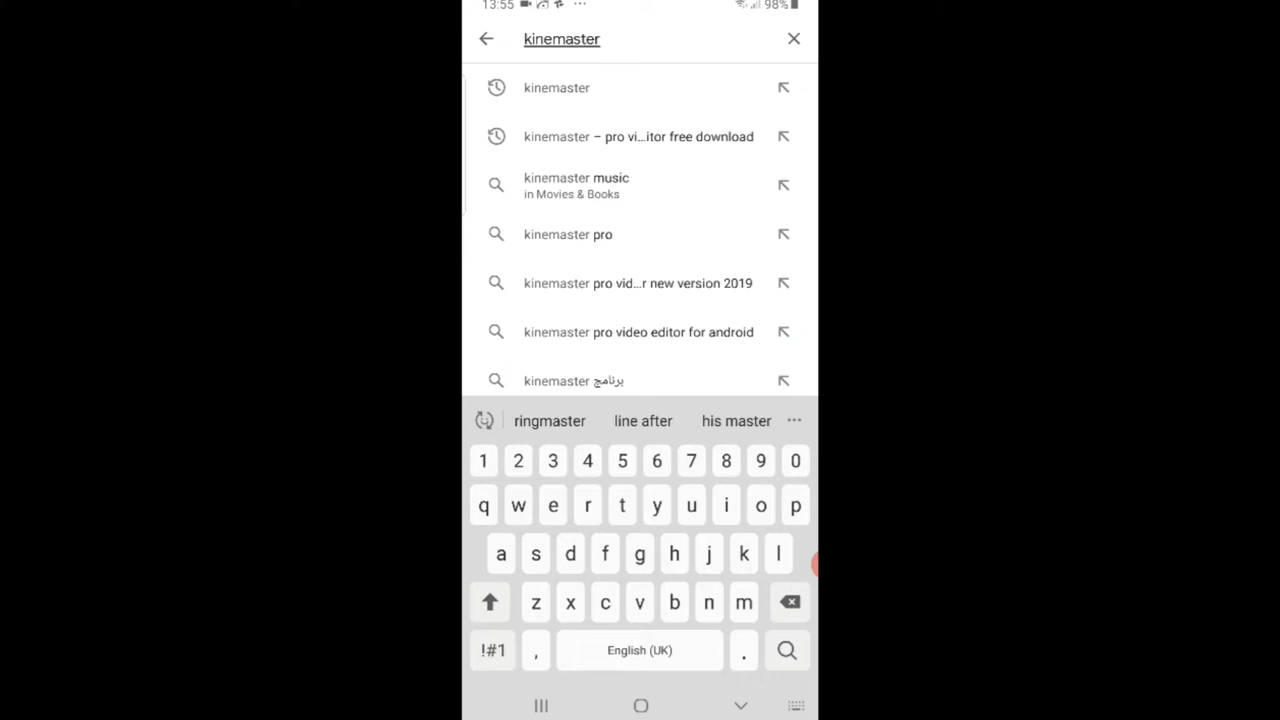 13:55 ... 98%
kinemaster
kinemaster
kinemaster – pro vi...itor free download
kinemaster music
in Movies & Books
kinemaster pro
kinemaster pro vid...r new version 2019
kinemaster pro video editor for android
kinemaster برنامج
ringmaster line after his master ...
1 2 3 4 5 6 7 8 9 0
q w e r t y u i o p
a s d f g h j k l
z x c v b n m
!#1 , English (UK) .